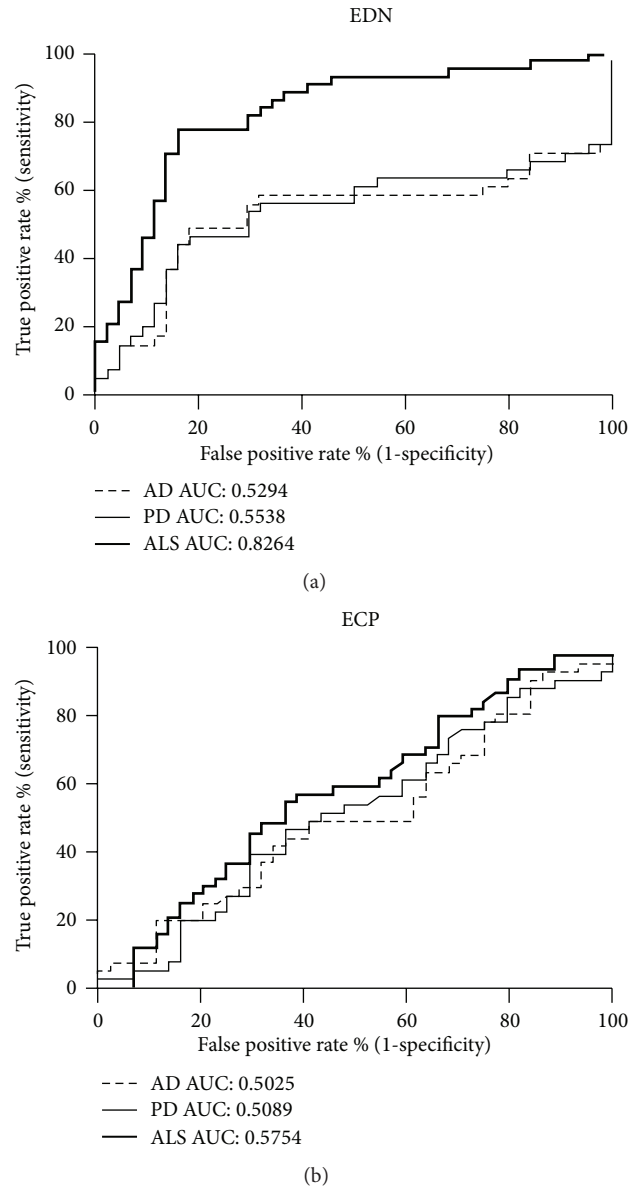 EDN
100
80
60
40
20
0
True positive rate % (sensitivity)
0 20 40 60 80 100
False positive rate % (1-specificity)
AD AUC: 0.5294
PD AUC: 0.5538
ALS AUC: 0.8264
(a)
ECP
100
80
60
40
20
0
True positive rate % (sensitivity)
0 20 40 60 80 100
False positive rate % (1-specificity)
AD AUC: 0.5025
PD AUC: 0.5089
ALS AUC: 0.5754
(b)